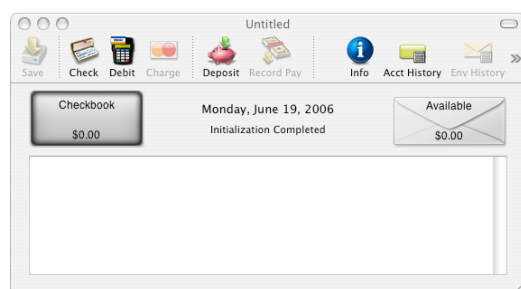 Untitled
Save Check Debit Charge Deposit Record Pay Info Acct History Env History
Checkbook
$0.00
Monday, June 19, 2006
Initialization Completed
Available
$0.00